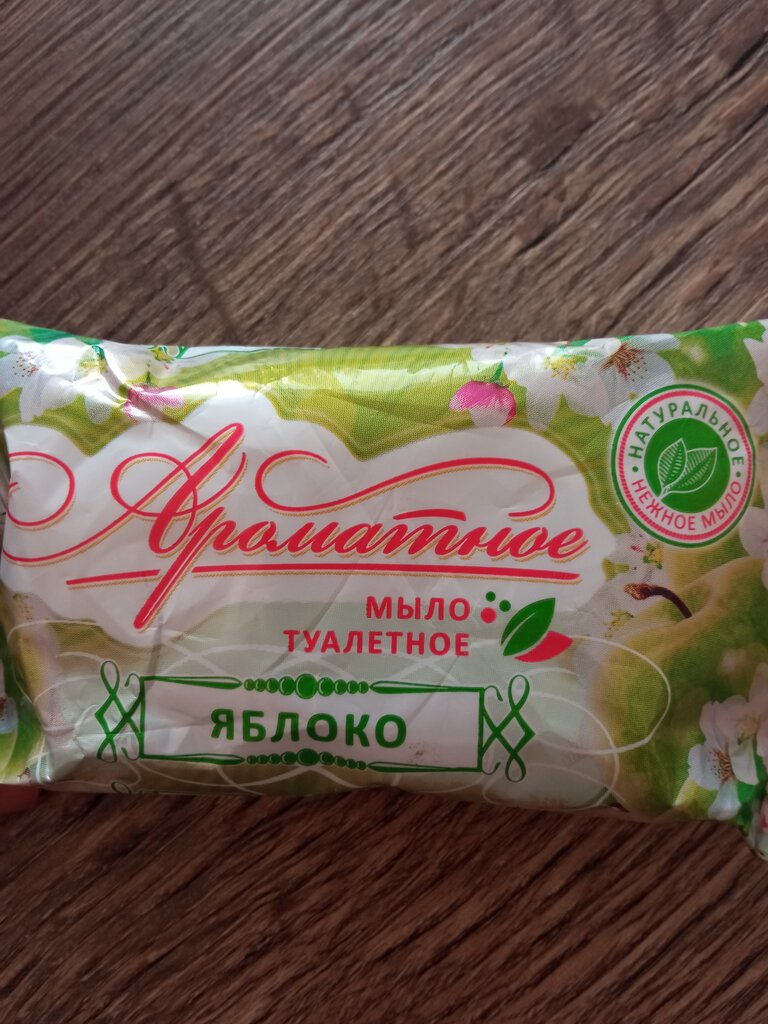 Ароматное
НАТУРАЛЬНОЕ
НЕЖНОЕ МЫЛО
МЫЛО
ТУАЛЕТНОЕ
ЯБЛОКО